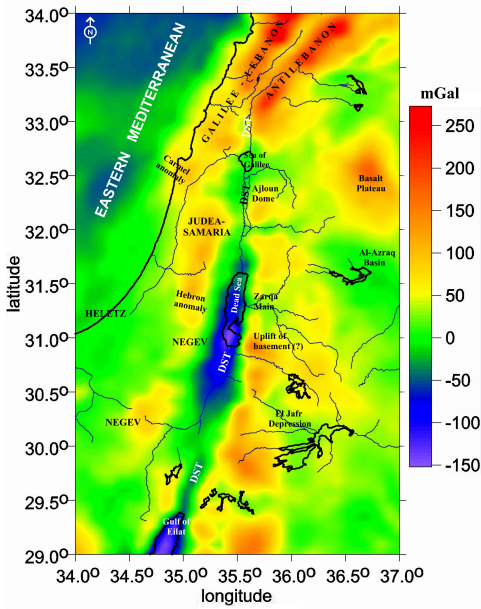 34.0°
33.5°
33.0°
32.5°
32.0°
31.5°
31.0°
30.5°
30.0°
29.5°
29.0°
latitude
34.0° 34.5° 35.0° 35.5° 36.0° 36.5° 37.0°
longitude
N
EASTERN MEDITERRANEAN
GALILEE - LEBANON
ANTILEBANON
DST
Carmel
anomaly
Sea of
Galilee
DST
Ajloun
Dome
Basalt
Plateau
JUDEA-
SAMARIA
Al-Azraq
Basin
Hebron
anomaly
Dead Sea
Zarqa
Main
HELETZ
NEGEV
Uplift of
basement (?)
DST
NEGEV
El Jafr
Depression
DST
Gulf of
Eilat
mGal
250
200
150
100
50
0
-50
-100
-150